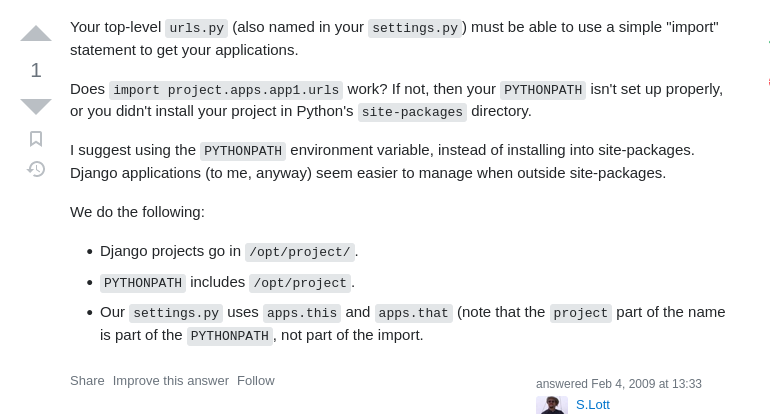 Your top-level urls.py (also named in your settings.py) must be able to use a simple "import"
statement to get your applications.
1
Does import project.apps.app1.urls work? If not, then your PYTHONPATH isn't set up properly,
or you didn't install your project in Python's site-packages directory.
I suggest using the PYTHONPATH environment variable, instead of installing into site-packages.
Django applications (to me, anyway) seem easier to manage when outside site-packages.
We do the following:
• Django projects go in /opt/project/.
• PYTHONPATH includes /opt/project.
• Our settings.py uses apps.this and apps.that (note that the project part of the name
is part of the PYTHONPATH, not part of the import.
Share Improve this answer Follow
answered Feb 4, 2009 at 13:33
S.Lott